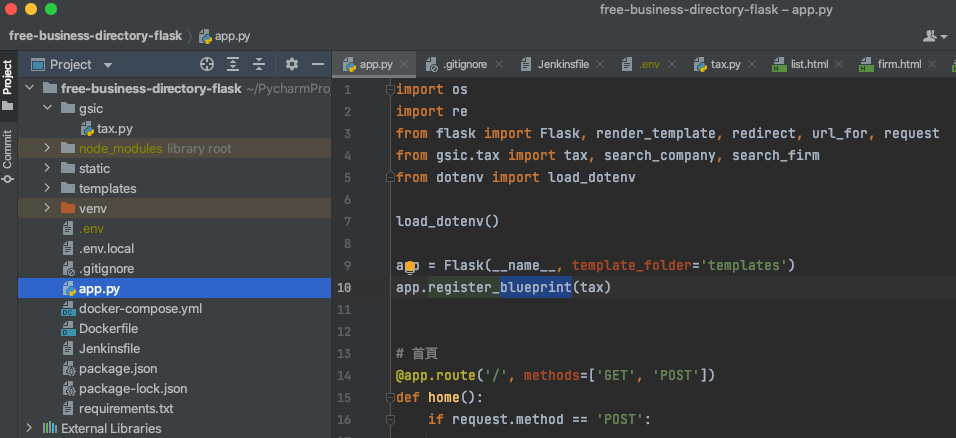 free-business-directory-flask – app.py
free-business-directory-flask app.py
Project
Commit
Project
free-business-directory-flask ~/PycharmProj
gsic
tax.py
node_modules library root
static
templates
venv
.env
.env.local
.gitignore
app.py
docker-compose.yml
Dockerfile
Jenkinsfile
package.json
package-lock.json
requirements.txt
External Libraries
app.py .gitignore Jenkinsfile .env tax.py list.html firm.html
1 import os
2 import re
3 from flask import Flask, render_template, redirect, url_for, request
4 from gsic.tax import tax, search_company, search_firm
5 from dotenv import load_dotenv
6
7 load_dotenv()
8
9 app = Flask(__name__, template_folder='templates')
10 app.register_blueprint(tax)
11
12
13 # 首頁
14 @app.route('/', methods=['GET', 'POST'])
15 def home():
16 if request.method == 'POST':